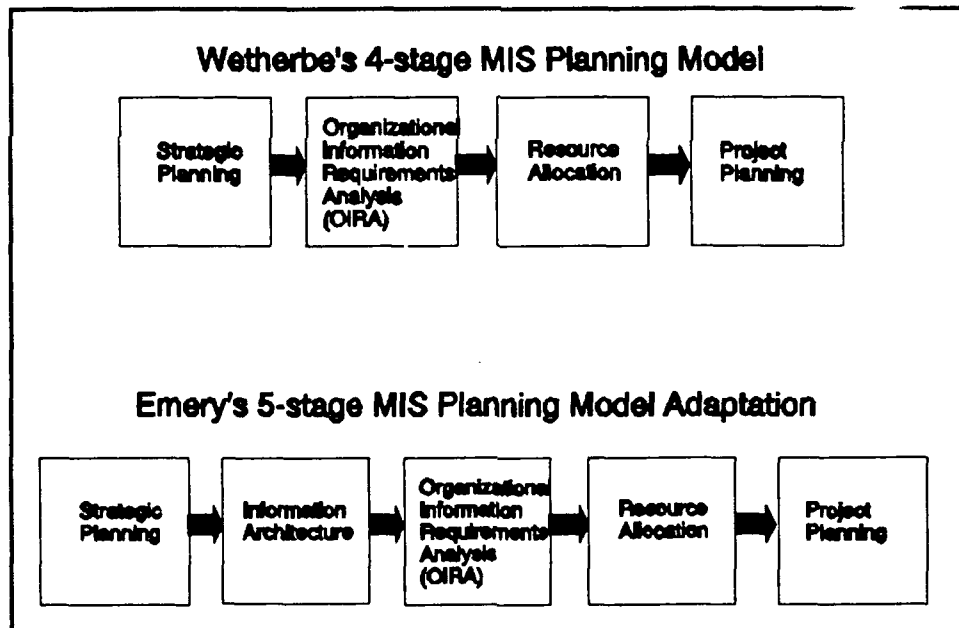 Wetherbe's 4-stage MIS Planning Model
Strategic
Planning
Organizational
Information
Requirements
Analysis
(OIRA)
Resource
Allocation
Project
Planning
Emery's 5-stage MIS Planning Model Adaptation
Strategic
Planning
Information
Architecture
Organizational
Information
Requirements
Analysis
(OIRA)
Resource
Allocation
Project
Planning